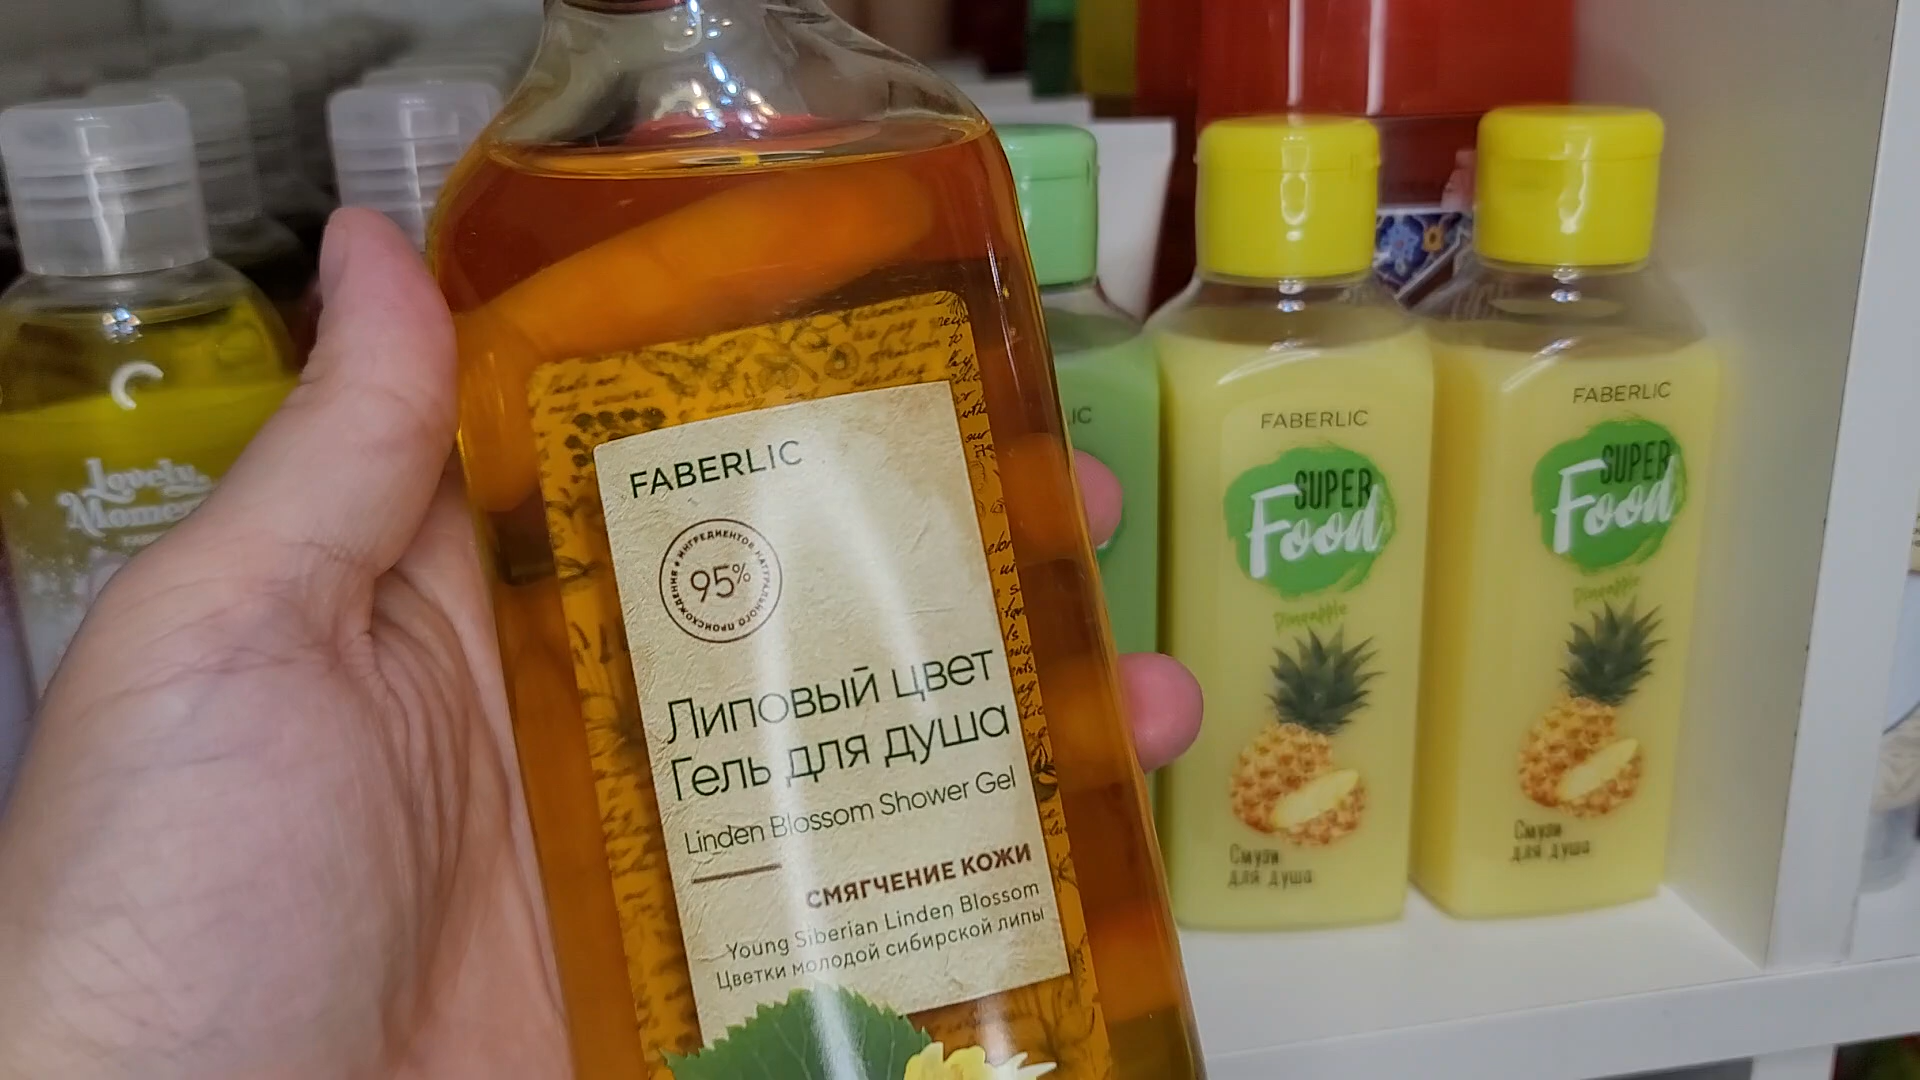 FABERLIC
95%
ИНГРЕДИЕНТОВ НАТУРАЛЬНОГО ПРОИСХОЖДЕНИЯ
Липовый цвет
Гель для душа
Linden Blossom Shower Gel
СМЯГЧЕНИЕ КОЖИ
Young Siberian Linden Blossom
Цветки молодой сибирской липы
Lovely
LIC
FABERLIC
SUPER
Food
pineapple
Смузи
для душа
FABERLIC
SUPER
Food
pineapple
Смузи
для душа